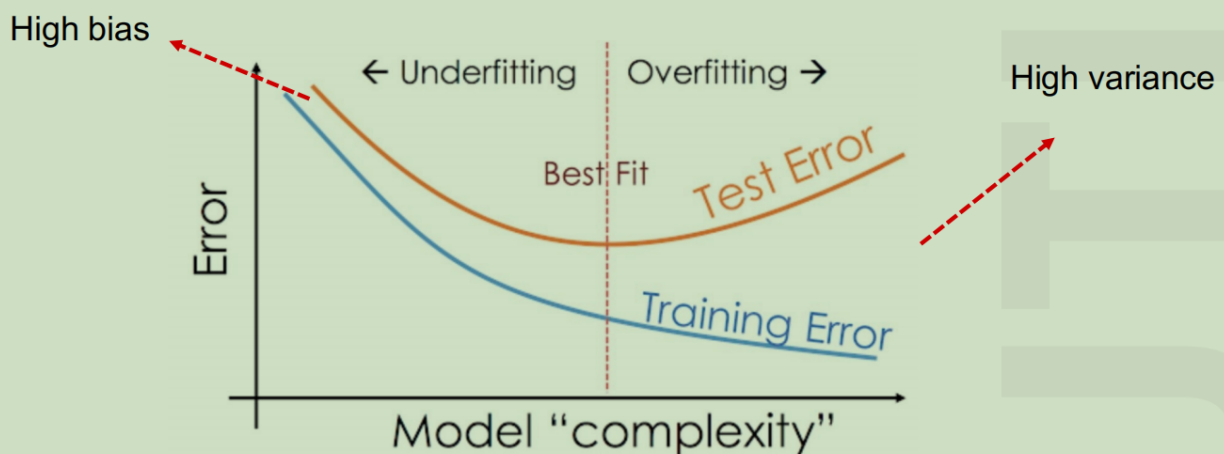 High bias
← Underfitting
Overfitting →
High variance
Best Fit
Test Error
Error
Training Error
Model “complexity”